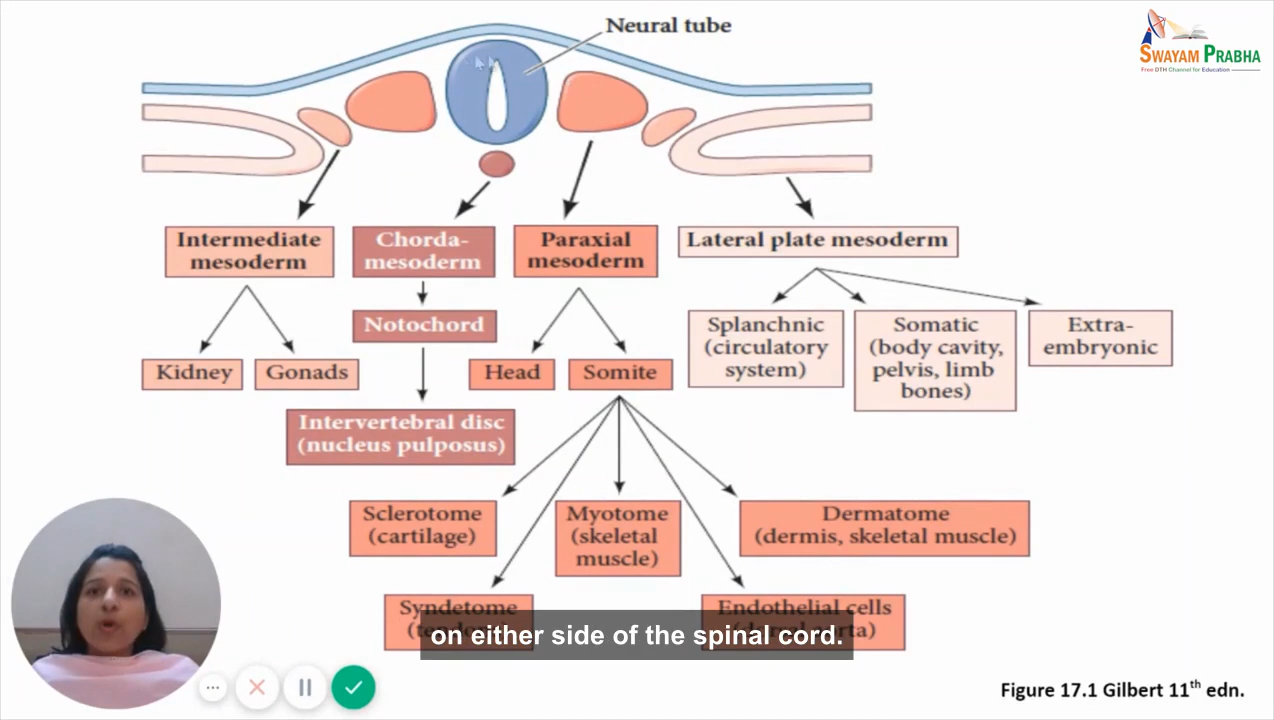 Neural tube
SWAYAM PRABHA
Free DTH Channel for Education
Intermediate
mesoderm
Chorda-
mesoderm
Paraxial
mesoderm
Lateral plate mesoderm
Notochord
Splanchnic
(circulatory
system)
Somatic
(body cavity,
pelvis, limb
bones)
Extra-
embryonic
Kidney
Gonads
Head
Somite
Intervertebral disc
(nucleus pulposus)
Sclerotome
(cartilage)
Myotome
(skeletal
muscle)
Dermatome
(dermis, skeletal muscle)
Syndetome
Endothelial cells
on either side of the spinal cord.
Figure 17.1 Gilbert 11th edn.